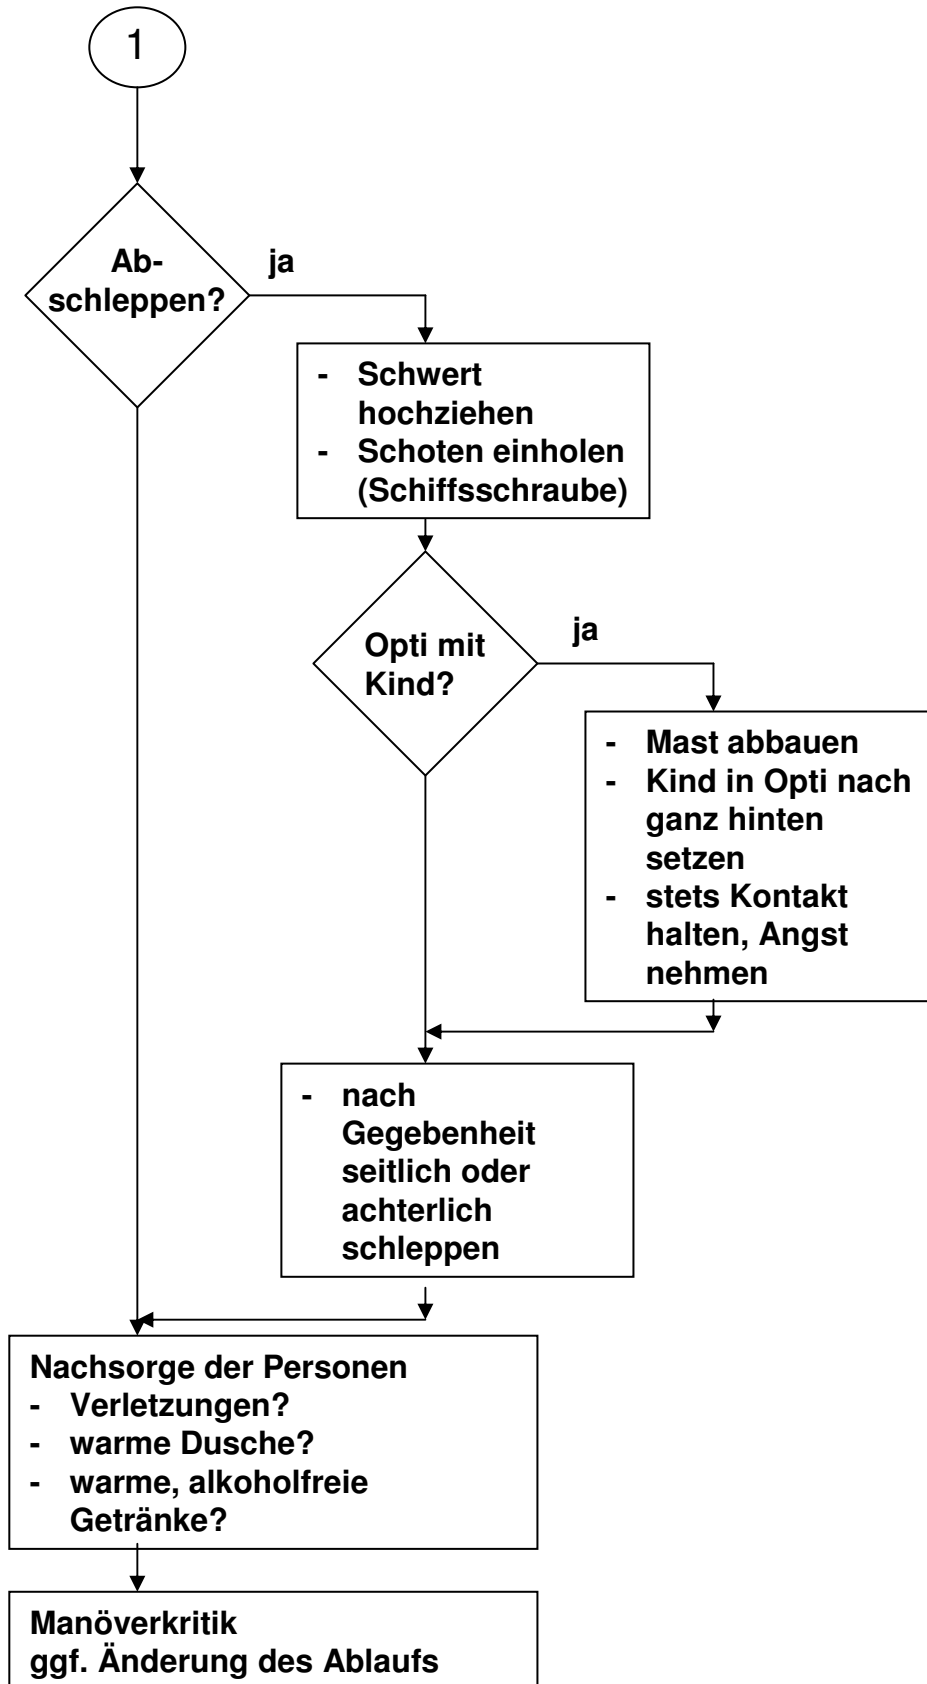 1
Ab-
schleppen?
ja
- Schwert
hochziehen
- Schoten einholen
(Schiffsschraube)
Opti mit
Kind?
ja
- Mast abbauen
- Kind in Opti nach
ganz hinten
setzen
- stets Kontakt
halten, Angst
nehmen
- nach
Gegebenheit
seitlich oder
achterlich
schleppen
Nachsorge der Personen
- Verletzungen?
- warme Dusche?
- warme, alkoholfreie
Getränke?
Manöverkritik
ggf. Änderung des Ablaufs